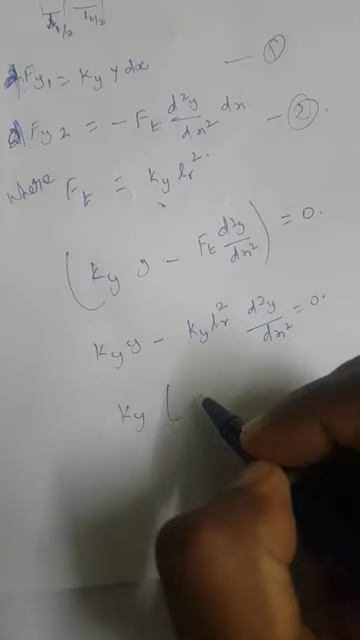 dFy₁ = ky y dx — ①
dFy₂ = - Ft d²y/dx² dx. — ②.
where Ft = ky lr².
(ky y - Ft d²y/dx²) = 0.
ky y - ky lr² d²y/dx² = 0.
ky (